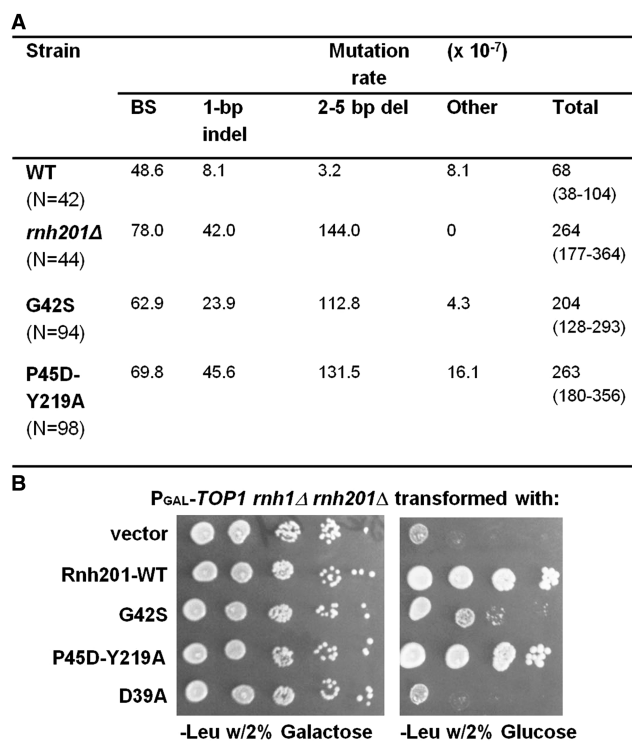 A
Strain Mutation rate (x 10-7)
BS 1-bp indel 2-5 bp del Other Total
WT (N=42) 48.6 8.1 3.2 8.1 68 (38-104)
rnh201Δ (N=44) 78.0 42.0 144.0 0 264 (177-364)
G42S (N=94) 62.9 23.9 112.8 4.3 204 (128-293)
P45D-Y219A (N=98) 69.8 45.6 131.5 16.1 263 (180-356)
B
PGAL-TOP1 rnh1Δ rnh201Δ transformed with:
vector
Rnh201-WT
G42S
P45D-Y219A
D39A
-Leu w/2% Galactose -Leu w/2% Glucose